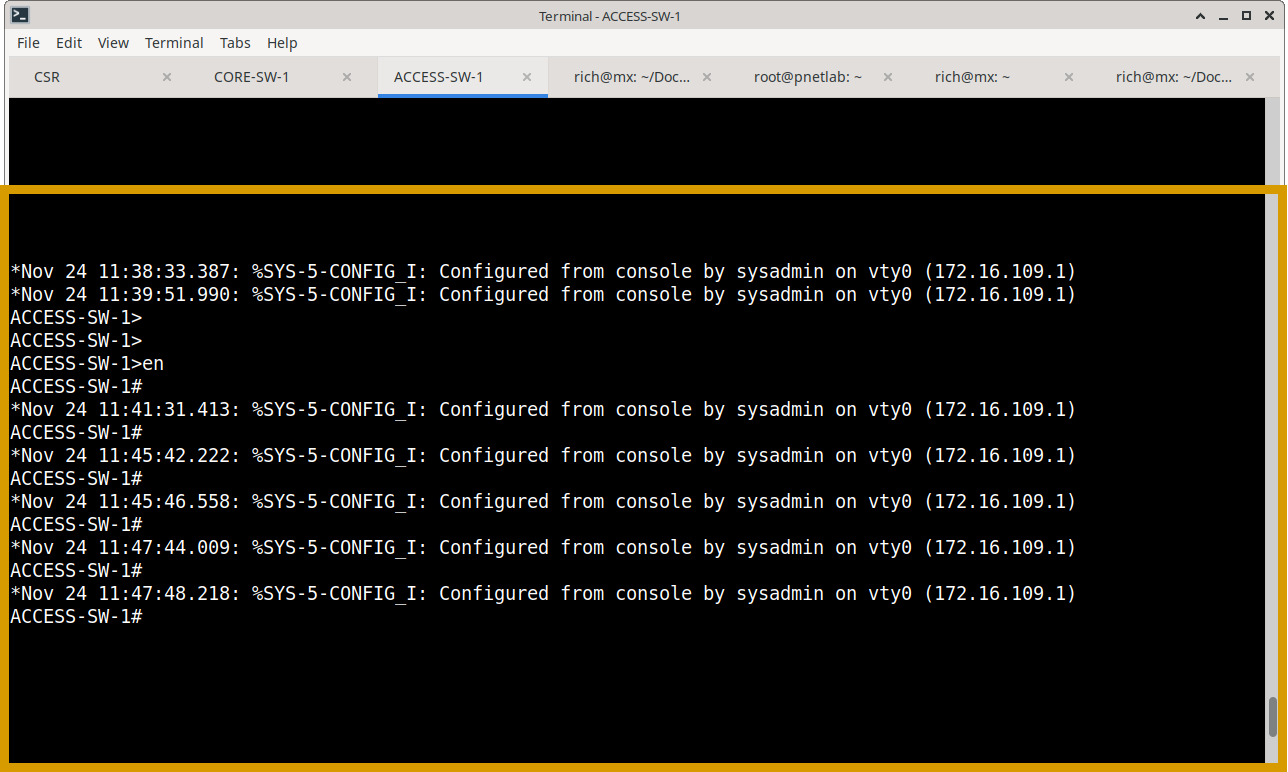 Terminal - ACCESS-SW-1
File Edit View Terminal Tabs Help
CSR CORE-SW-1 ACCESS-SW-1 rich@mx: ~/Doc... root@pnetlab: ~ rich@mx: ~ rich@mx: ~/Doc...
*Nov 24 11:38:33.387: %SYS-5-CONFIG_I: Configured from console by sysadmin on vty0 (172.16.109.1)
*Nov 24 11:39:51.990: %SYS-5-CONFIG_I: Configured from console by sysadmin on vty0 (172.16.109.1)
ACCESS-SW-1>
ACCESS-SW-1>
ACCESS-SW-1>en
ACCESS-SW-1#
*Nov 24 11:41:31.413: %SYS-5-CONFIG_I: Configured from console by sysadmin on vty0 (172.16.109.1)
ACCESS-SW-1#
*Nov 24 11:45:42.222: %SYS-5-CONFIG_I: Configured from console by sysadmin on vty0 (172.16.109.1)
ACCESS-SW-1#
*Nov 24 11:45:46.558: %SYS-5-CONFIG_I: Configured from console by sysadmin on vty0 (172.16.109.1)
ACCESS-SW-1#
*Nov 24 11:47:44.009: %SYS-5-CONFIG_I: Configured from console by sysadmin on vty0 (172.16.109.1)
ACCESS-SW-1#
*Nov 24 11:47:48.218: %SYS-5-CONFIG_I: Configured from console by sysadmin on vty0 (172.16.109.1)
ACCESS-SW-1#